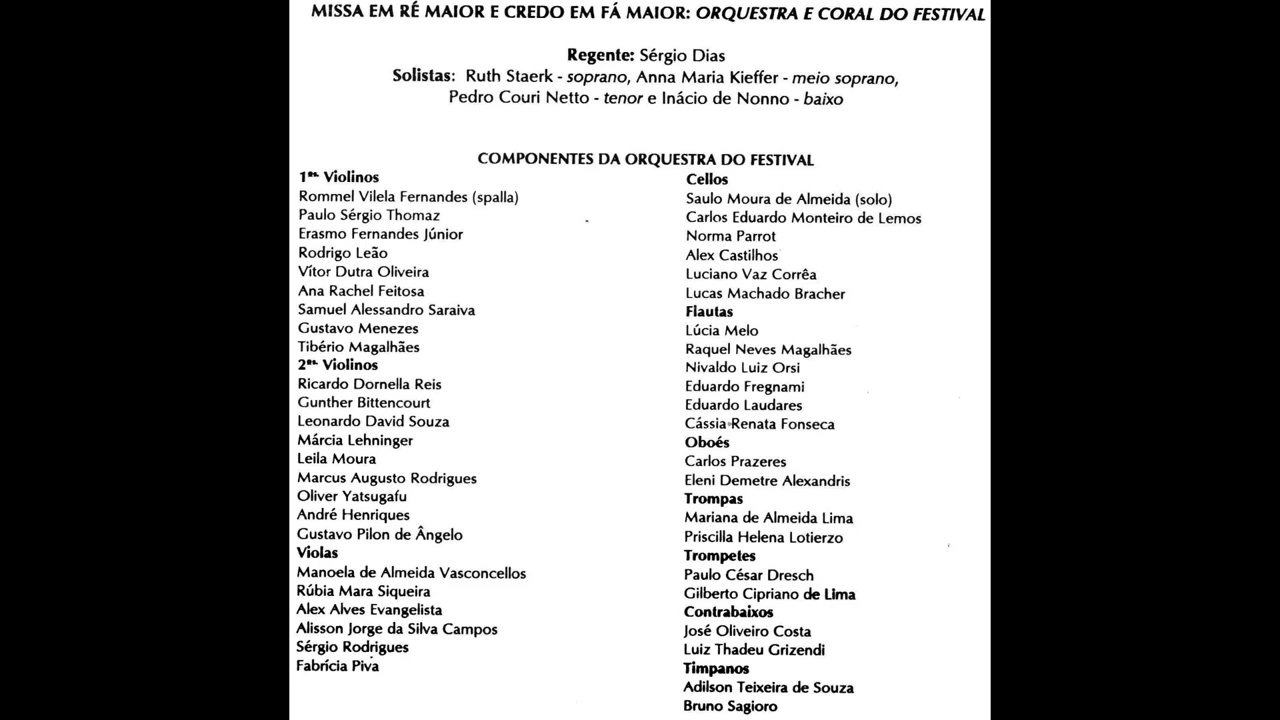 MISSA EM RÉ MAIOR E CREDO EM FÁ MAIOR: ORQUESTRA E CORAL DO FESTIVAL
Regente: Sérgio Dias
Solistas: Ruth Staerk - soprano, Anna Maria Kieffer - meio soprano,
Pedro Couri Netto - tenor e Inácio de Nonno - baixo
COMPONENTES DA ORQUESTRA DO FESTIVAL
1ºs. Violinos
Rommel Vilela Fernandes (spalla)
Paulo Sérgio Thomaz
Erasmo Fernandes Júnior
Rodrigo Leão
Vítor Dutra Oliveira
Ana Rachel Feitosa
Samuel Alessandro Saraiva
Gustavo Menezes
Tibério Magalhães
2ºs. Violinos
Ricardo Dornella Reis
Gunther Bittencourt
Leonardo David Souza
Márcia Lehninger
Leila Moura
Marcus Augusto Rodrigues
Oliver Yatsugafu
André Henriques
Gustavo Pilon de Ângelo
Violas
Manoela de Almeida Vasconcellos
Rúbia Mara Siqueira
Alex Alves Evangelista
Alisson Jorge da Silva Campos
Sérgio Rodrigues
Fabrícia Piva
Cellos
Saulo Moura de Almeida (solo)
Carlos Eduardo Monteiro de Lemos
Norma Parrot
Alex Castilhos
Luciano Vaz Corrêa
Lucas Machado Bracher
Flautas
Lúcia Melo
Raquel Neves Magalhães
Nivaldo Luiz Orsi
Eduardo Fregnami
Eduardo Laudares
Cássia Renata Fonseca
Oboés
Carlos Prazeres
Eleni Demetre Alexandris
Trompas
Mariana de Almeida Lima
Priscilla Helena Lotierzo
Trompetes
Paulo César Dresch
Gilberto Cipriano de Lima
Contrabaixos
José Oliveiro Costa
Luiz Thadeu Grizendi
Timpanos
Adilson Teixeira de Souza
Bruno Sagioro